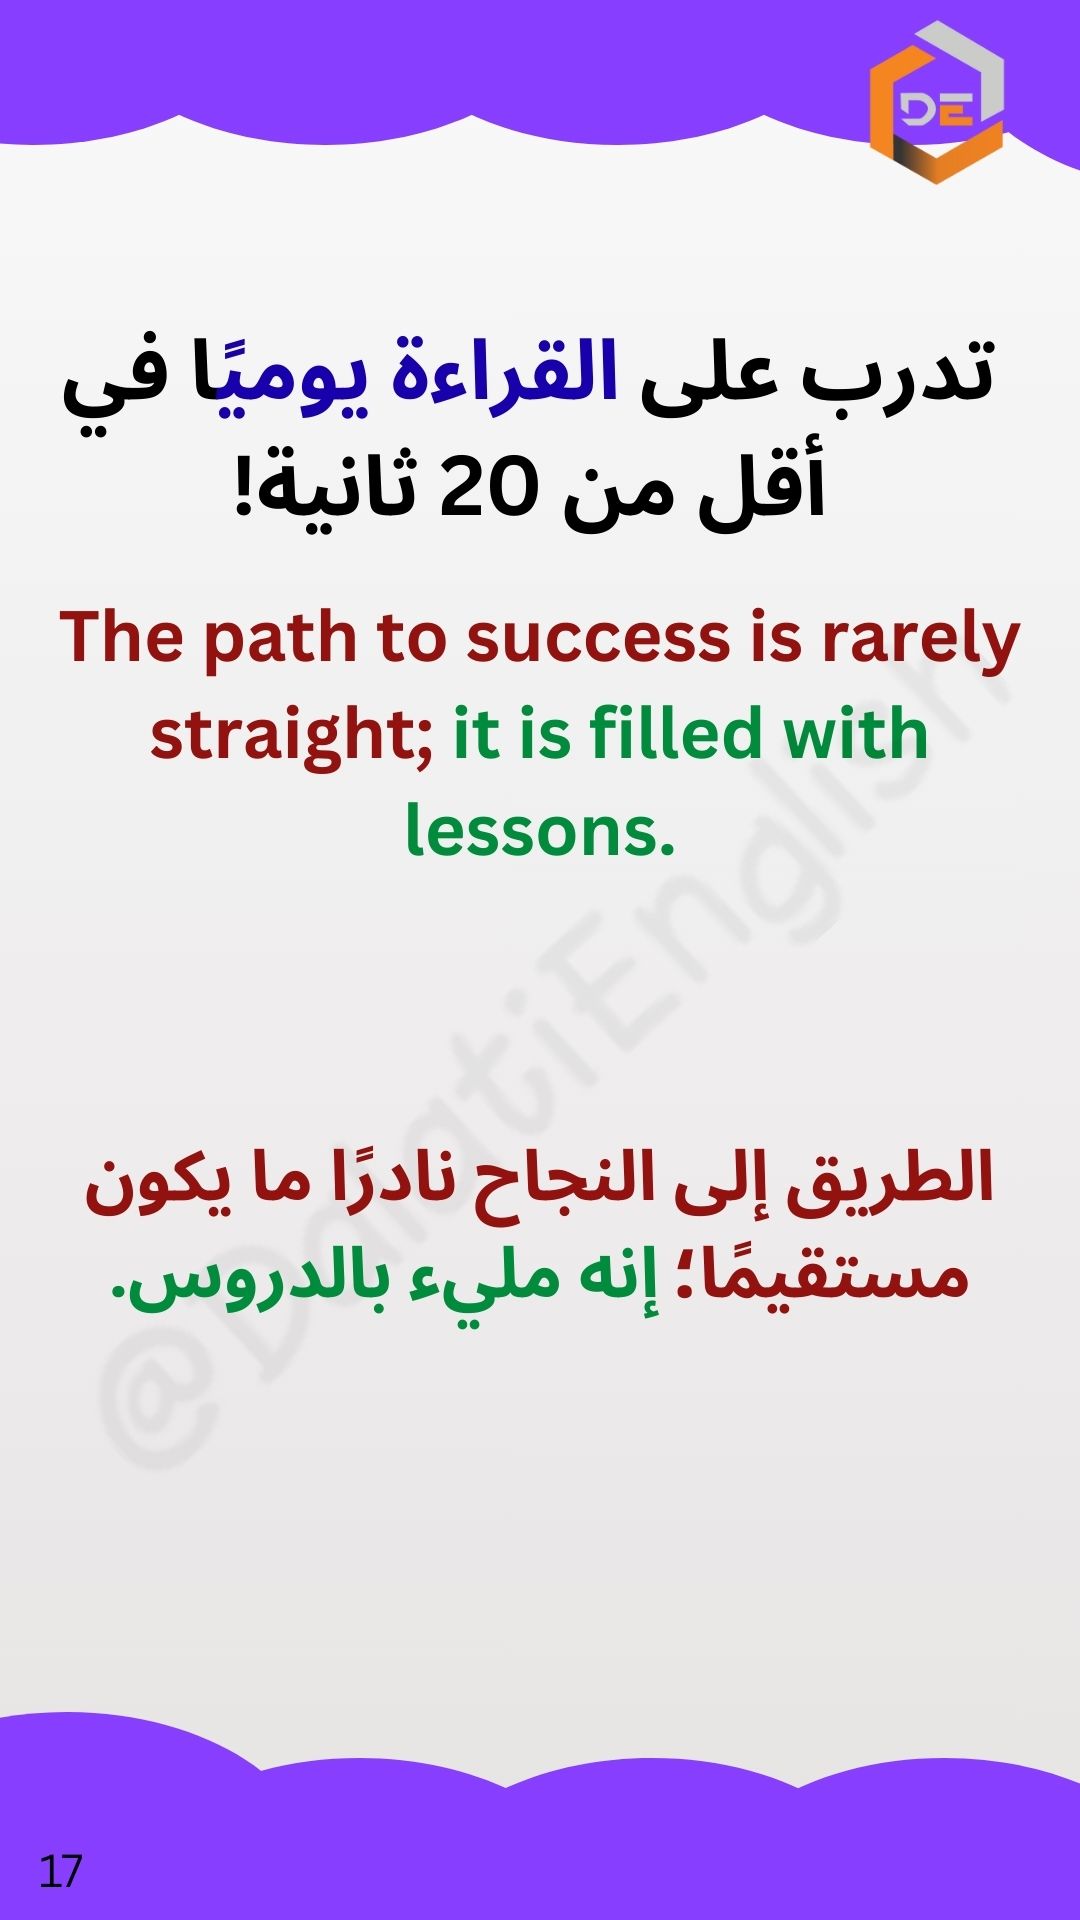 DE
تدرب على القراءة يوميًا في
أقل من 20 ثانية!
The path to success is rarely
straight; it is filled with
lessons.
الطريق إلى النجاح نادرًا ما يكون
مستقيمًا؛ إنه مليء بالدروس.
@DdiatiEnglish
17